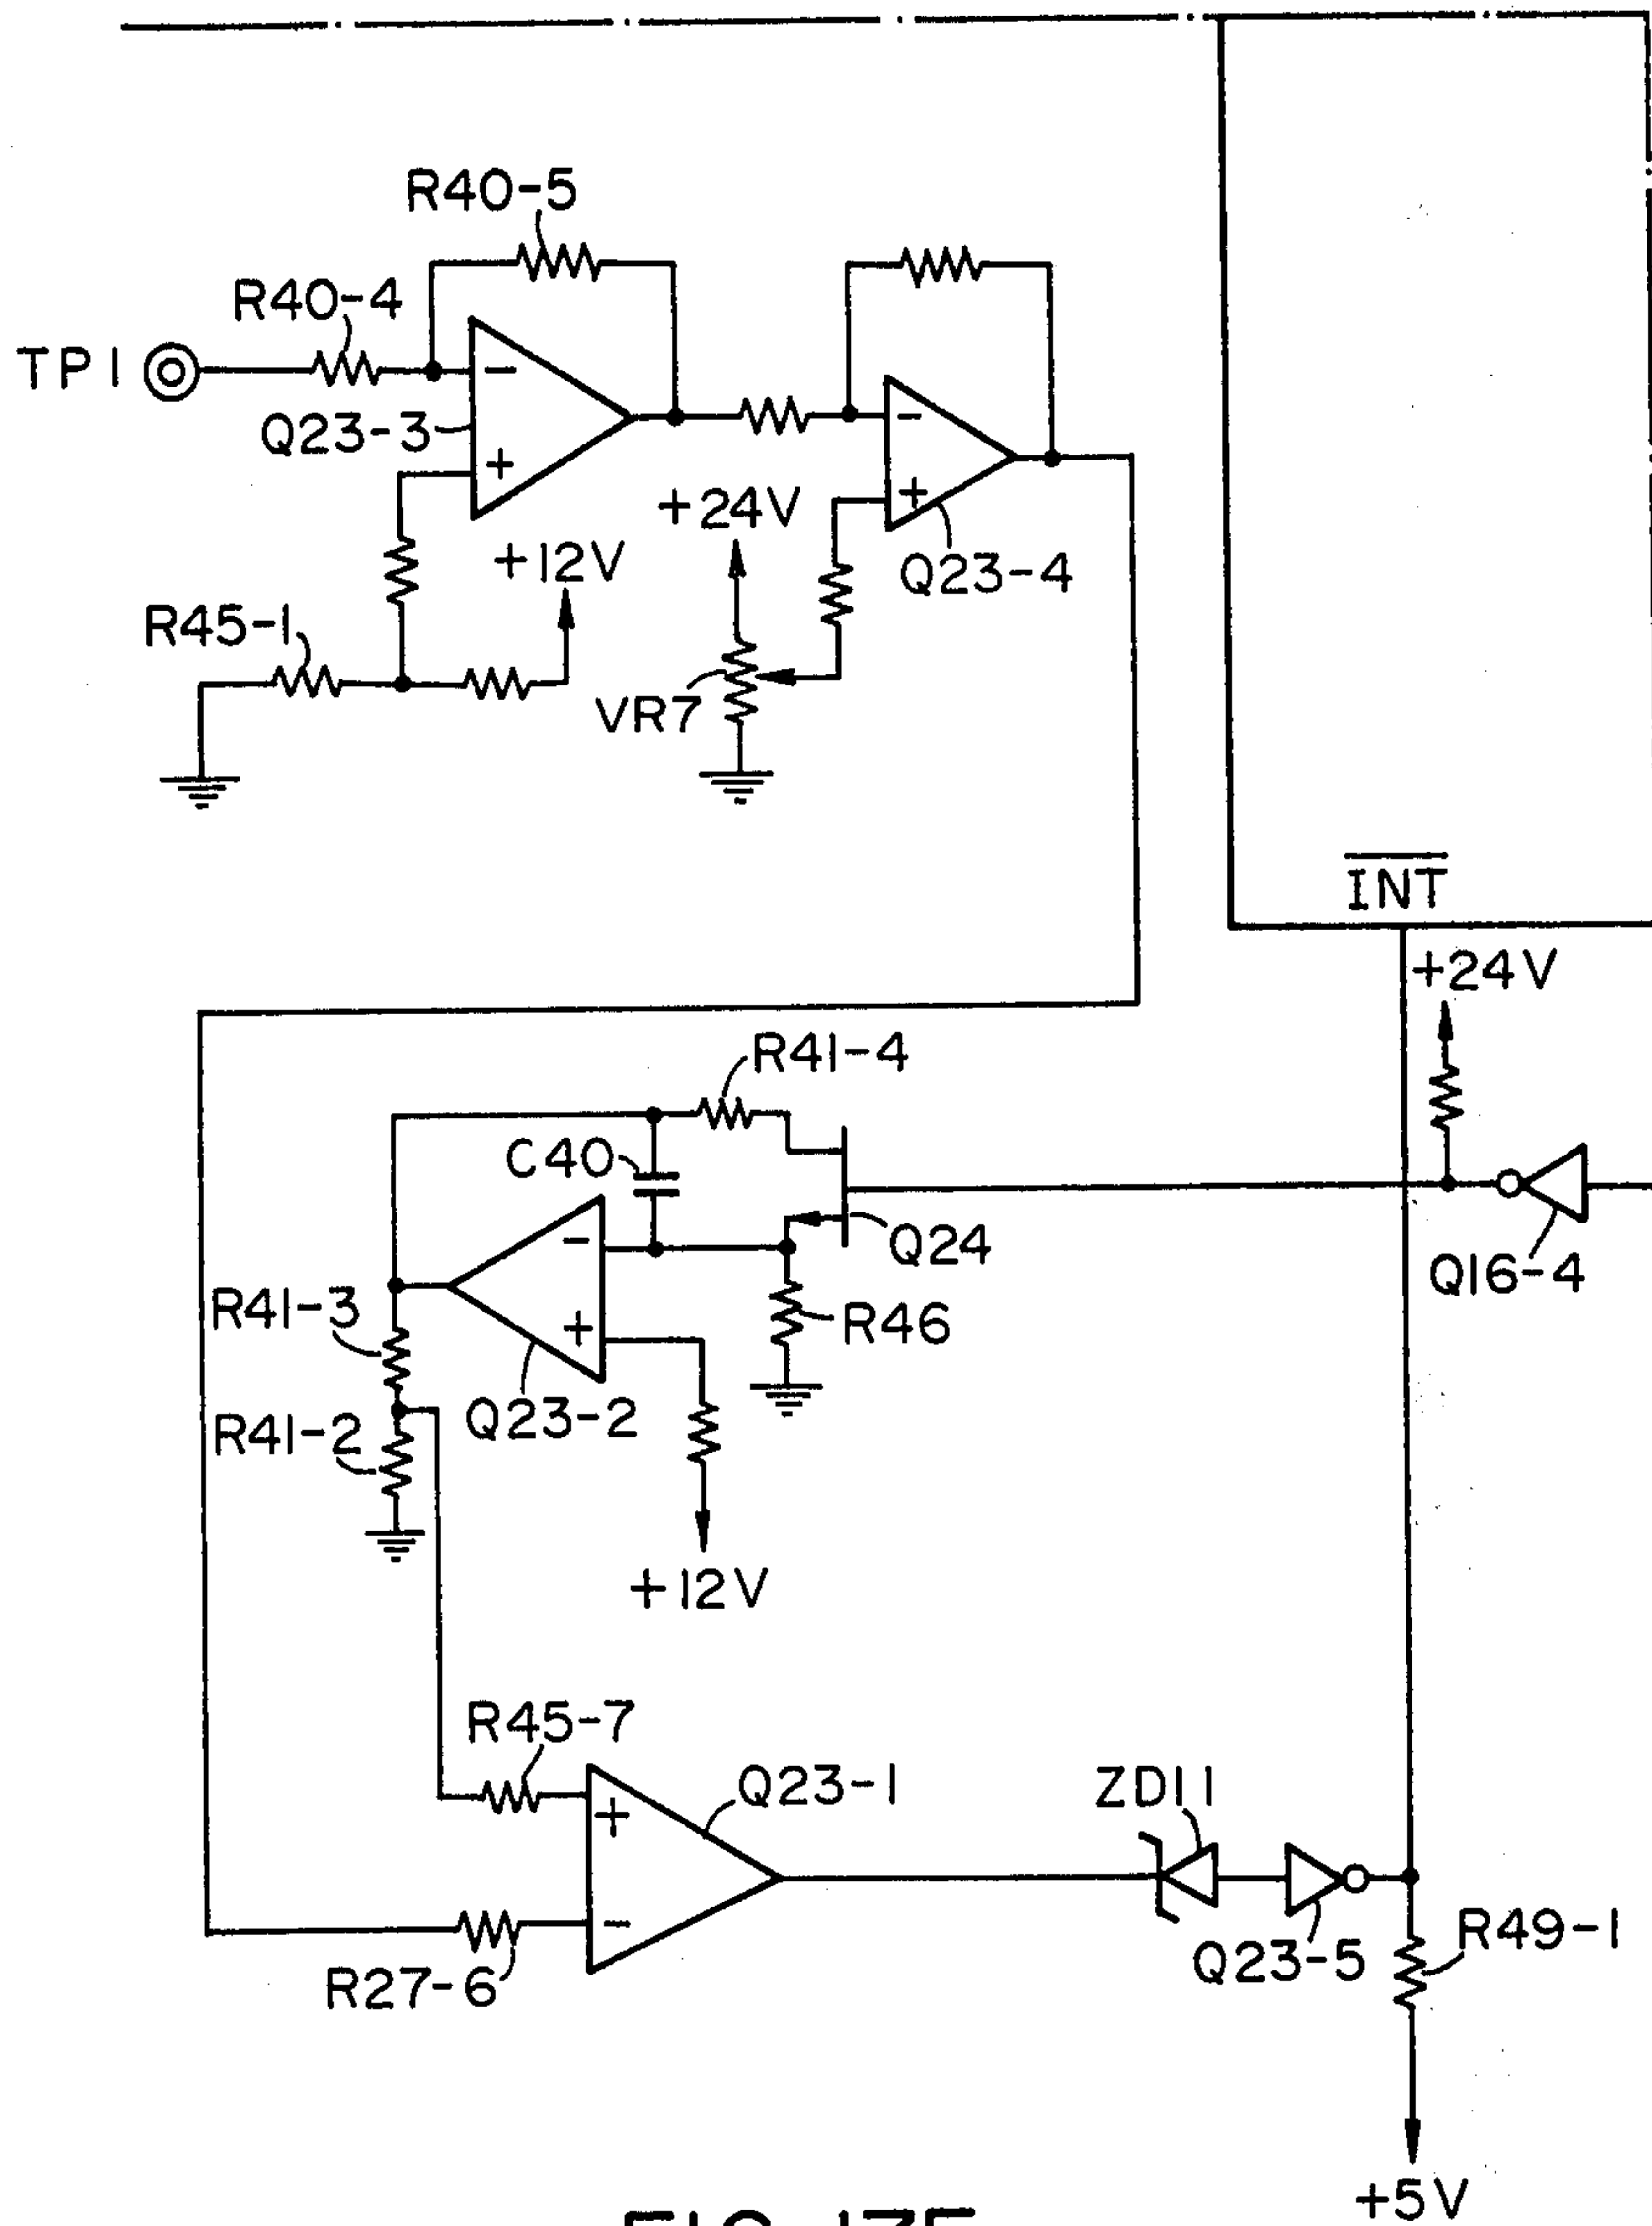 R40-5
R40-4
TP1
-
Q23-3
-
+
+24V
+
+12V
Q23-4
R45-1
VR7
INT
+24V
R41-4
C40
-
Q24
Q16-4
R41-3
+
R46
Q23-2
R41-2
+12V
R45-7
Q23-1
ZD11
+
-
R49-1
Q23-5
R27-6
+5V